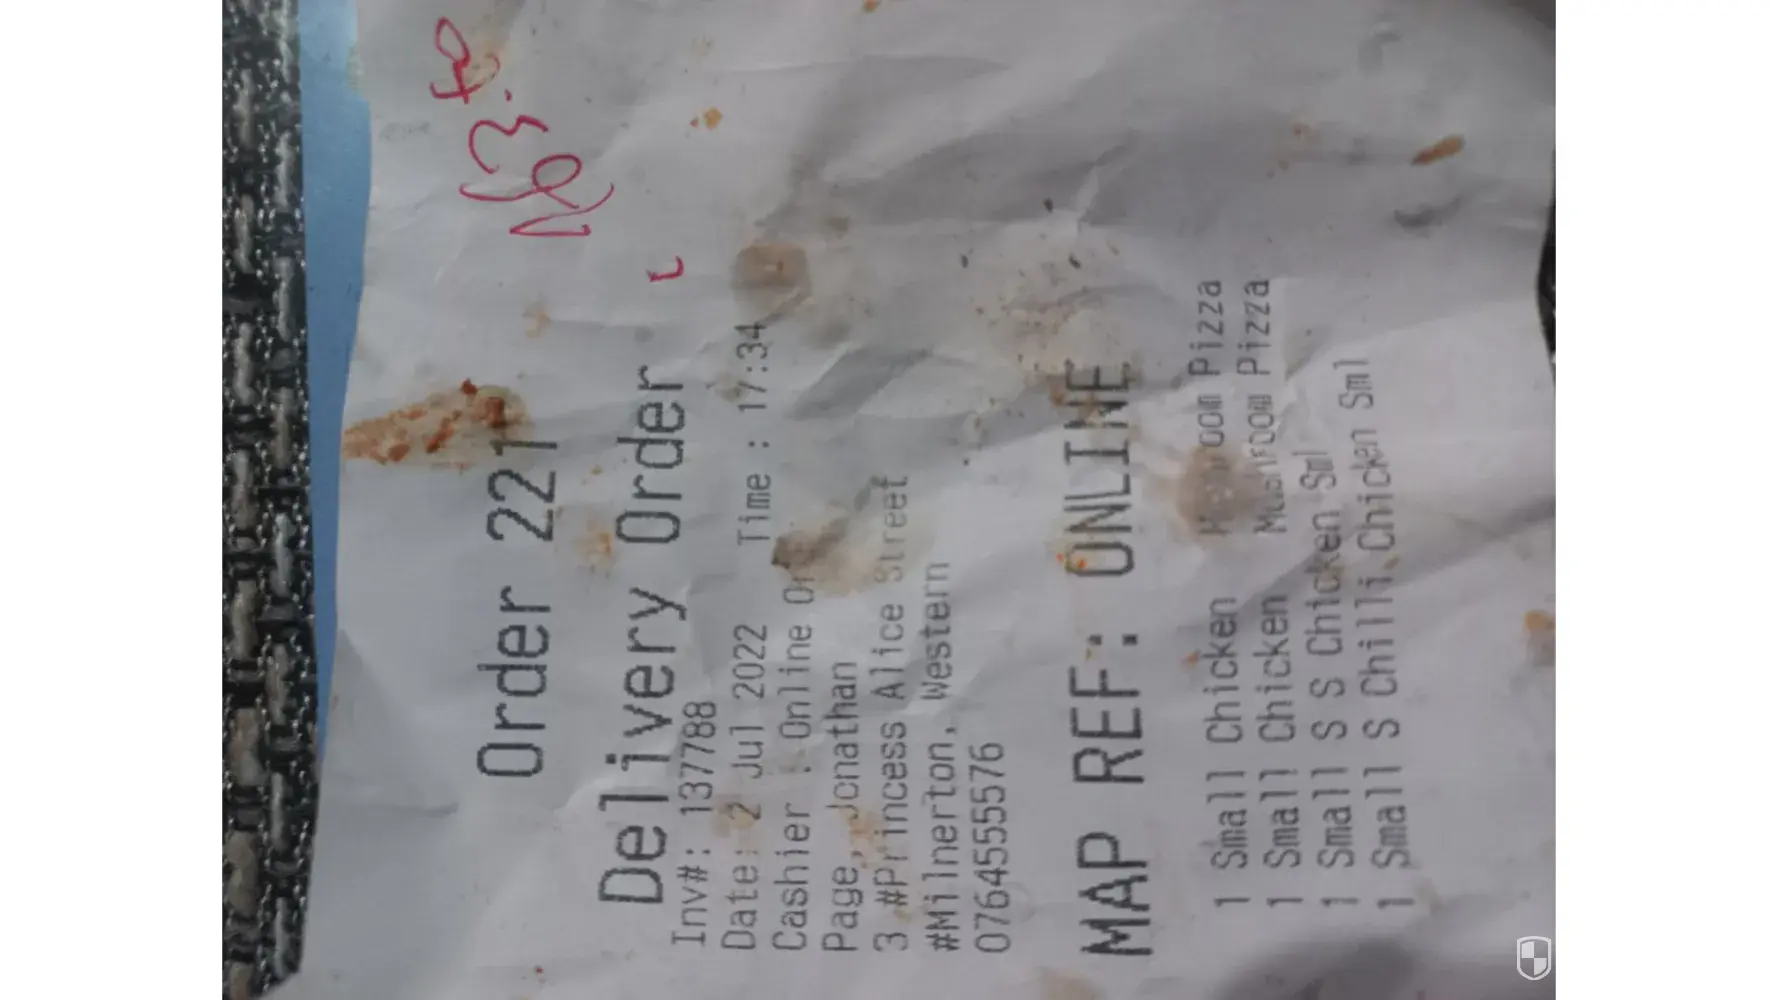 Order 221
Delivery Order
Inv#: 137788
Date: 2 Jul 2022 Time : 17:34
Cashier : Online
Page, Jonathan
3 #Princess Alice Street
#Milnerton, Western
0764555576
MAP REF: ONLINE
1 Small Chicken Mushroom Pizza
1 Small Chicken Mushroom Pizza
1 Small S S Chicken Sml
1 Small S Chilli Chicken Sml